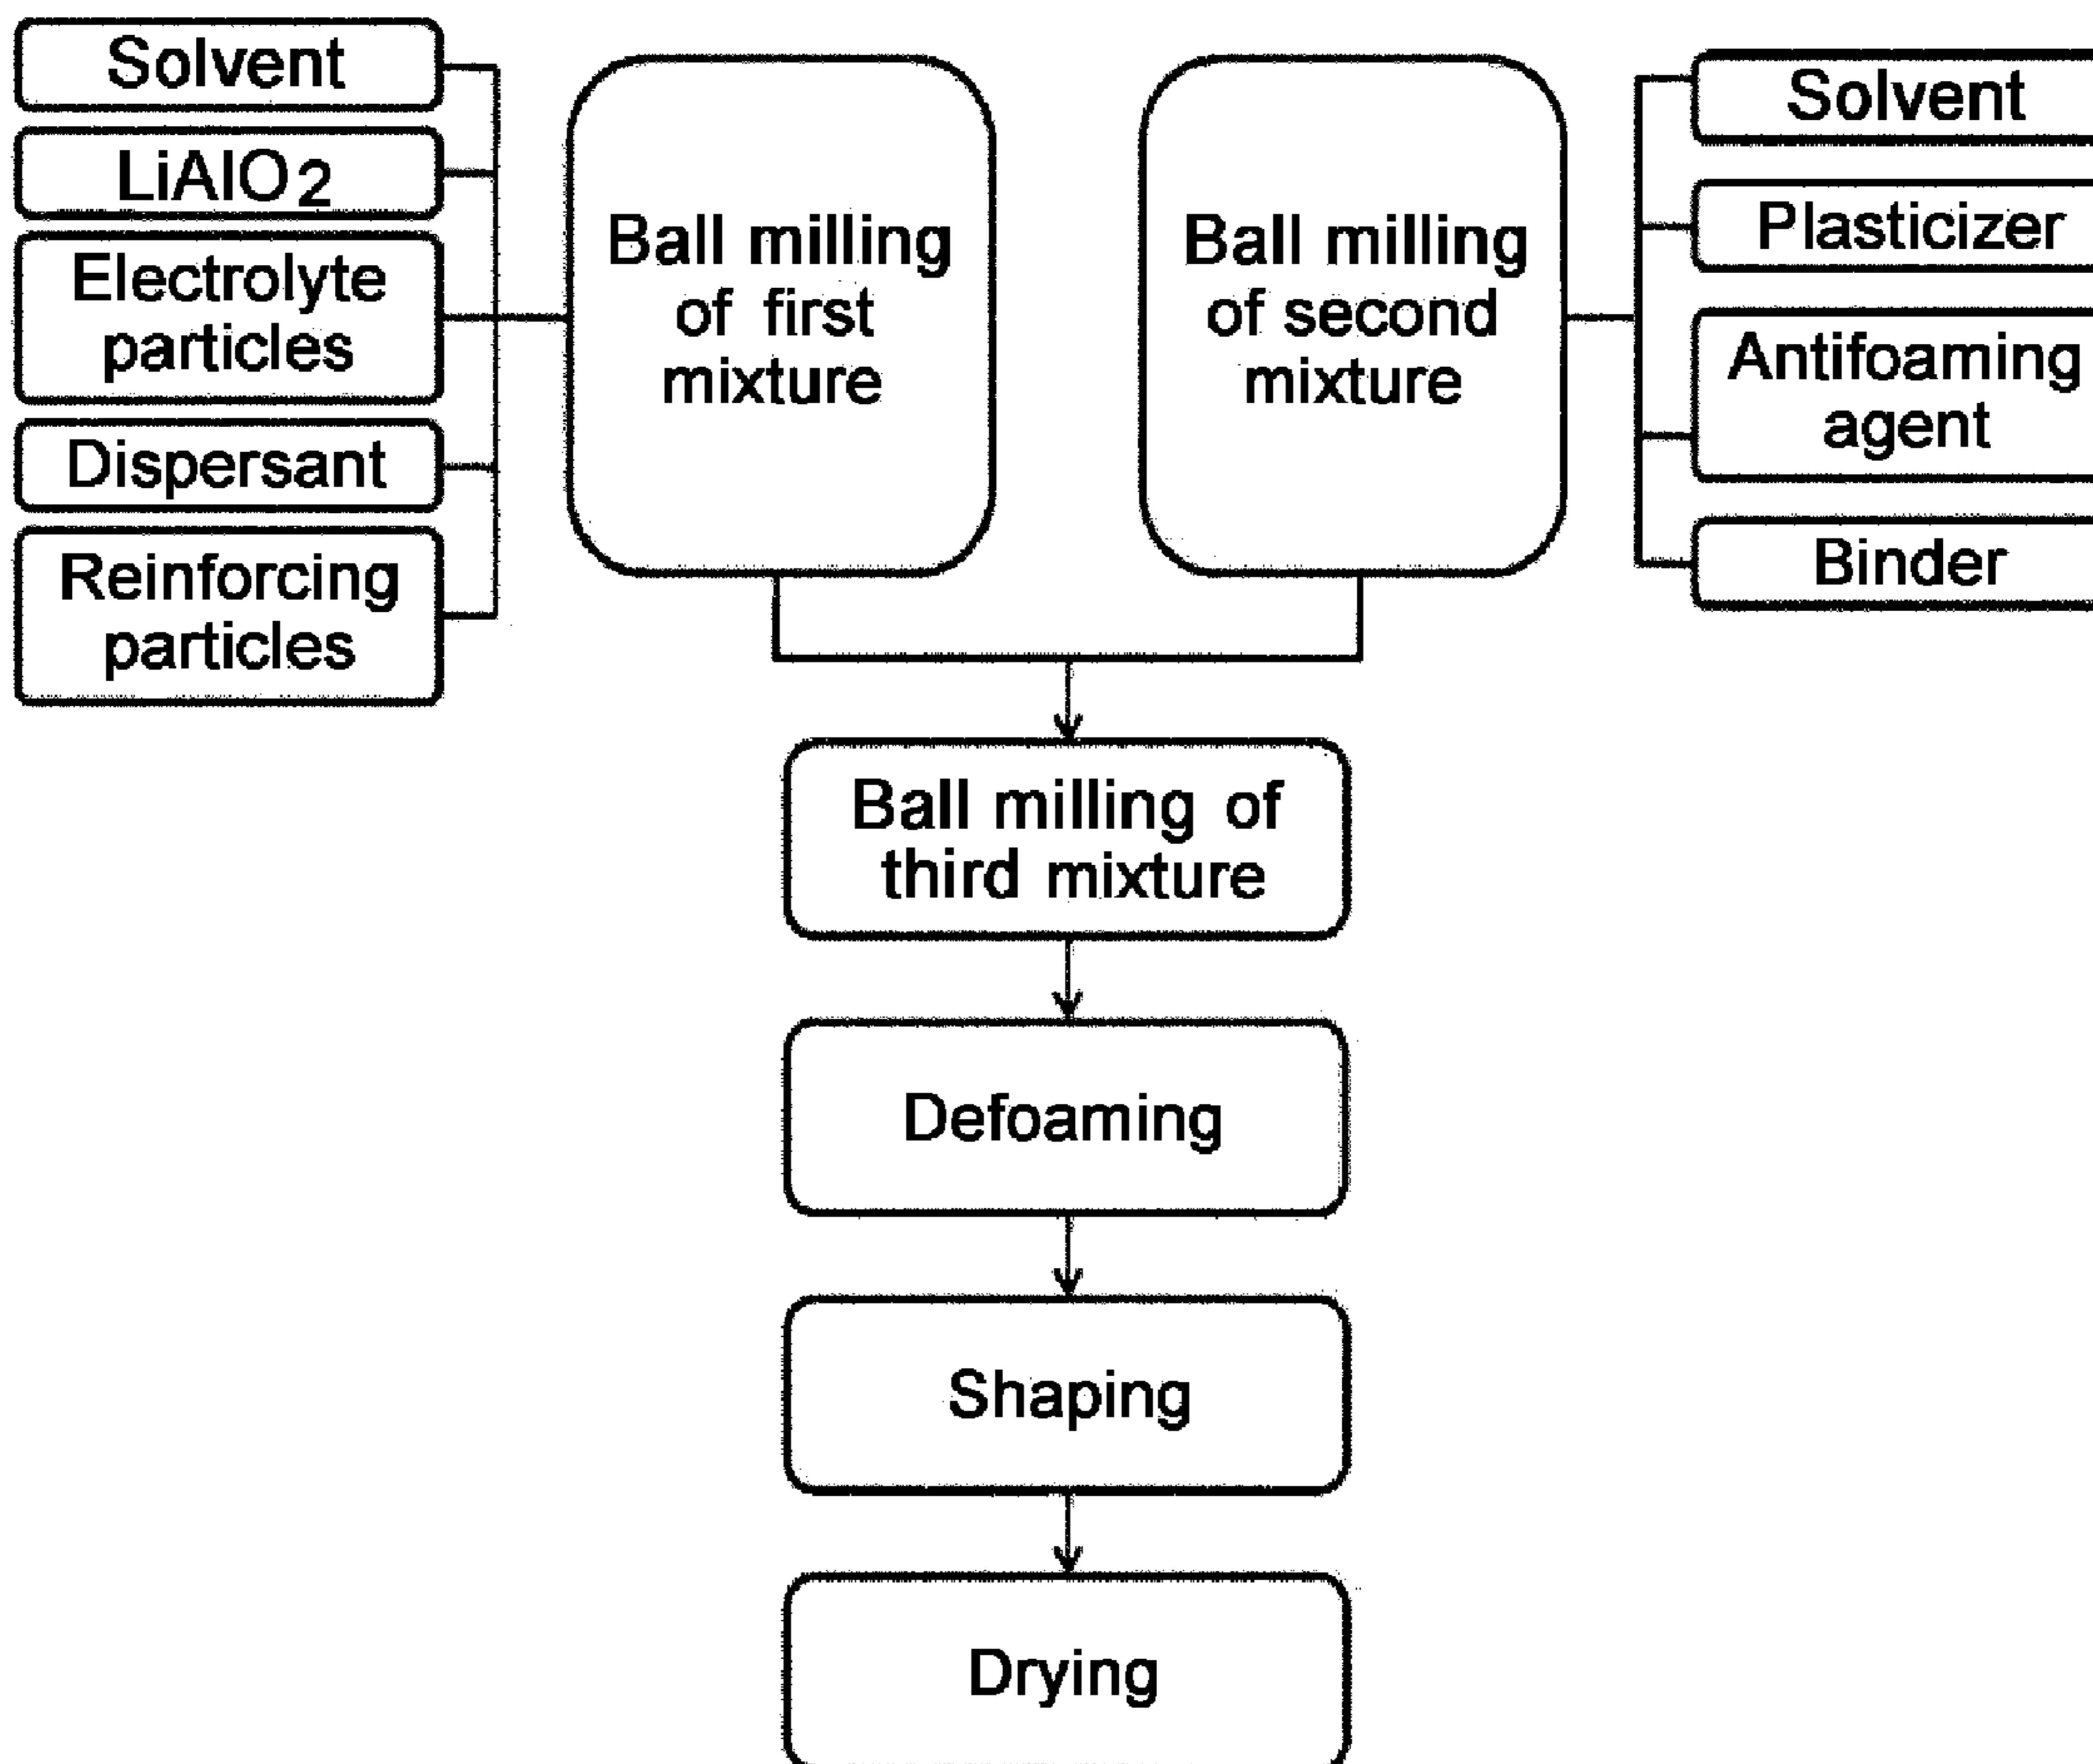 Solvent
LiAlO2
Electrolyte
particles
Dispersant
Reinforcing
particles
Ball milling
of first
mixture
Ball milling
of second
mixture
Solvent
Plasticizer
Antifoaming
agent
Binder
Ball milling of
third mixture
Defoaming
Shaping
Drying